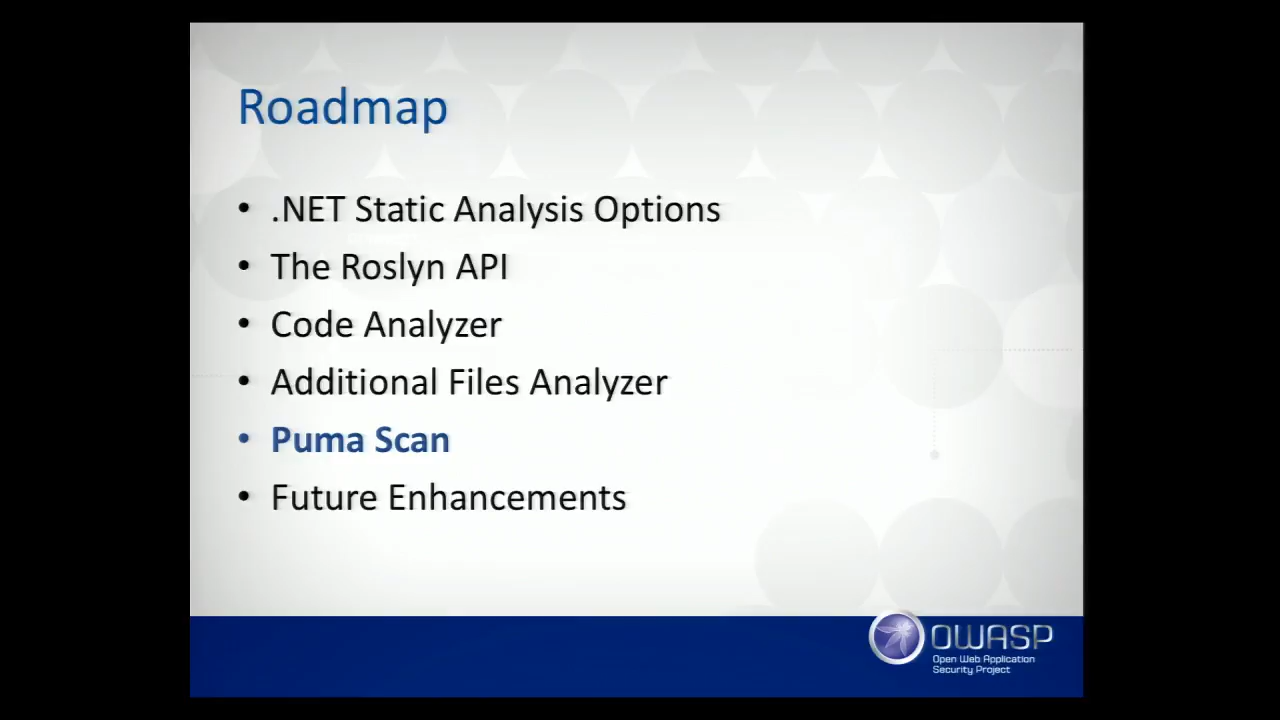 Roadmap
• .NET Static Analysis Options
• The Roslyn API
• Code Analyzer
• Additional Files Analyzer
• Puma Scan
• Future Enhancements
OWASP
Open Web Application
Security Project